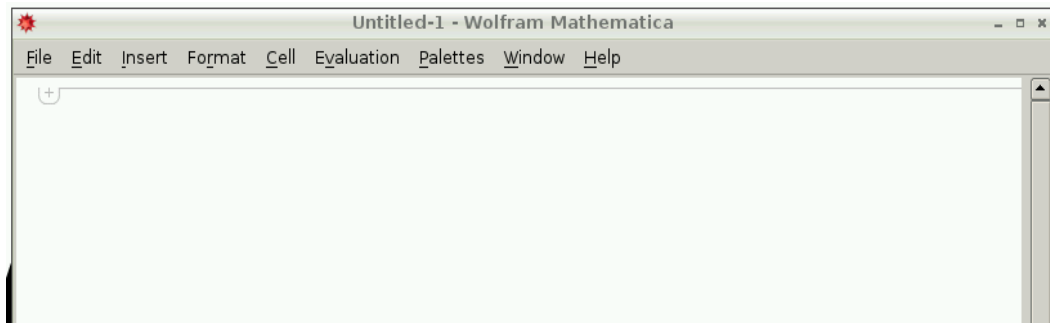 Untitled-1 - Wolfram Mathematica
File Edit Insert Format Cell Evaluation Palettes Window Help